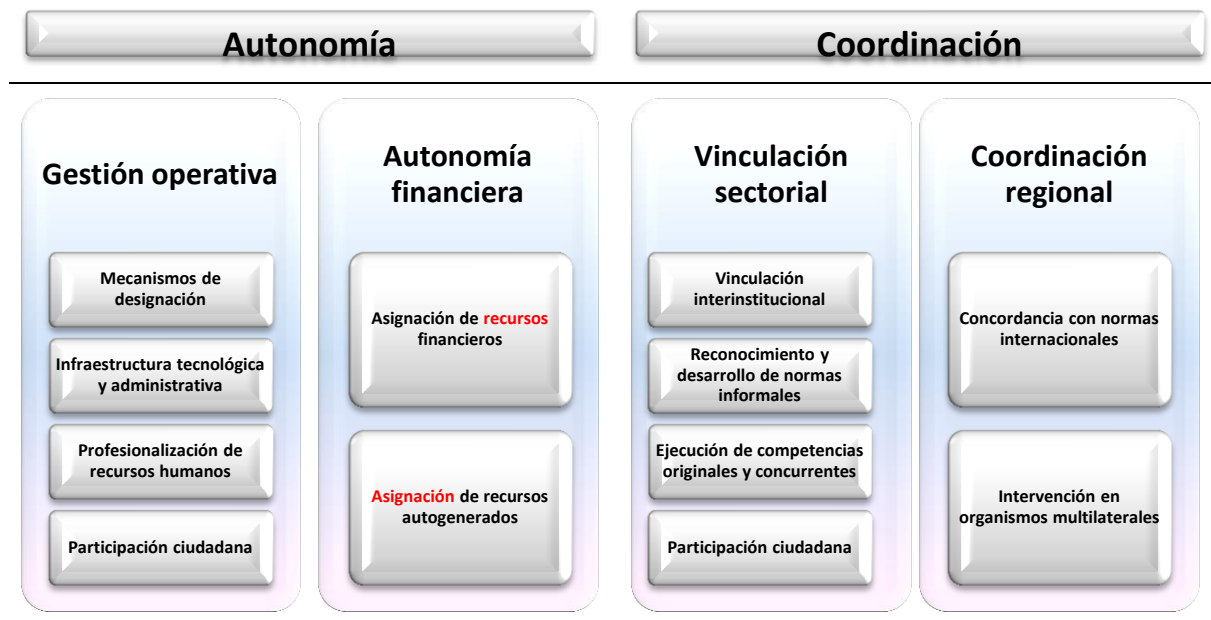 Autonomía
Coordinación
Gestión operativa
Mecanismos de
designación
Infraestructura tecnológica
y administrativa
Profesionalización de
recursos humanos
Participación ciudadana
Autonomía
financiera
Asignación de recursos
financieros
Asignación de recursos
autogenerados
Vinculación
sectorial
Vinculación
interinstitucional
Reconocimiento y
desarrollo de normas
informales
Ejecución de competencias
originales y concurrentes
Participación ciudadana
Coordinación
regional
Concordancia con normas
internacionales
Intervención en
organismos multilaterales